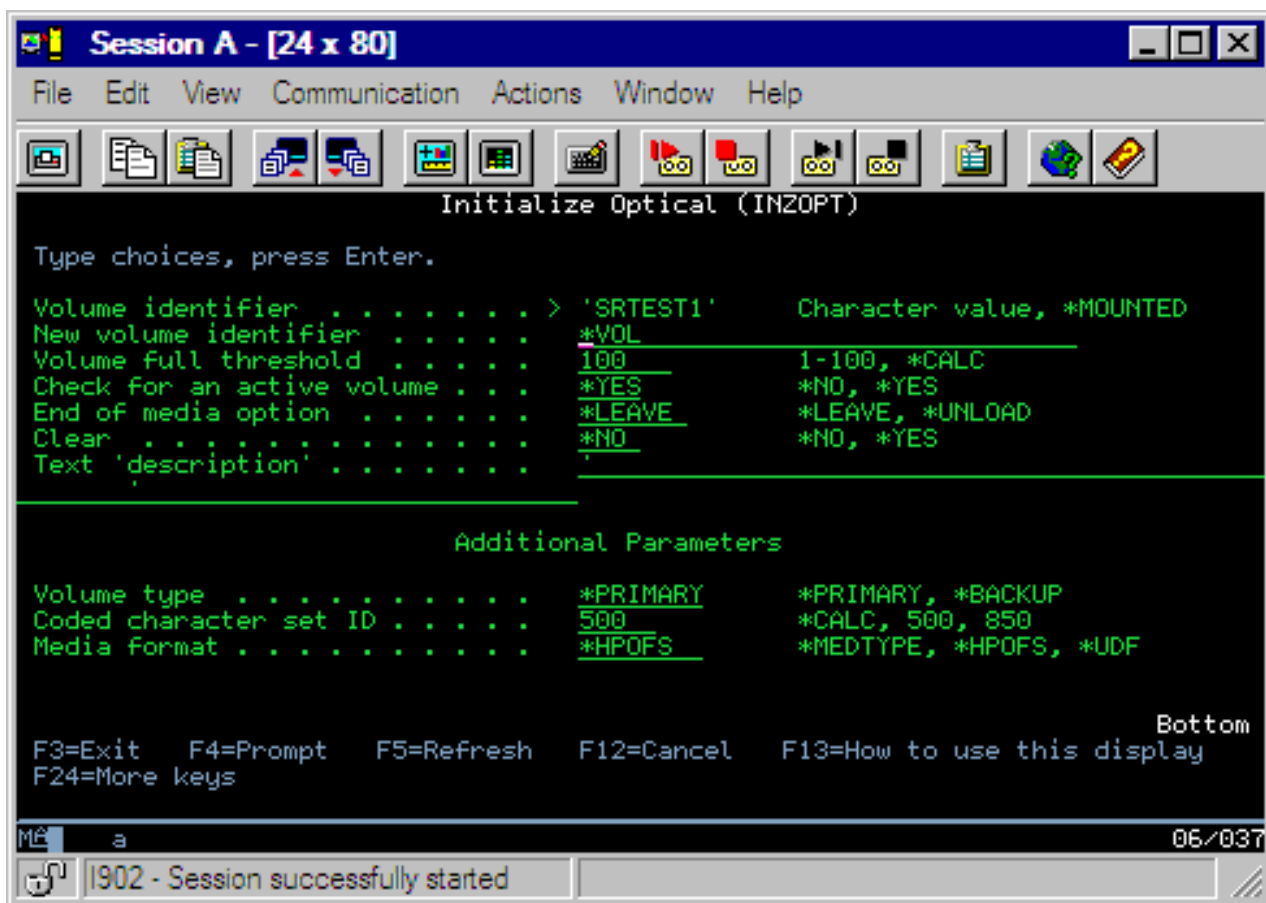 Session A - [24 x 80]
File Edit View Communication Actions Window Help
Initialize Optical (INZOPT)
Type choices, press Enter.
Volume identifier . . . . . . . > 'SRTEST1' Character value, *MOUNTED
New volume identifier . . . . . *VOL
Volume full threshold . . . . . 100 1-100, *CALC
Check for an active volume . . . *YES *NO, *YES
End of media option . . . . . . *LEAVE *LEAVE, *UNLOAD
Clear . . . . . . . . . . . . . *NO *NO, *YES
Text 'description' . . . . . . . '
'
Additional Parameters
Volume type . . . . . . . . . . *PRIMARY *PRIMARY, *BACKUP
Coded character set ID . . . . . 500 *CALC, 500, 850
Media format . . . . . . . . . . *HPOFS *MEDTYPE, *HPOFS, *UDF
Bottom
F3=Exit F4=Prompt F5=Refresh F12=Cancel F13=How to use this display
F24=More keys
MA a 06/037
I902 - Session successfully started